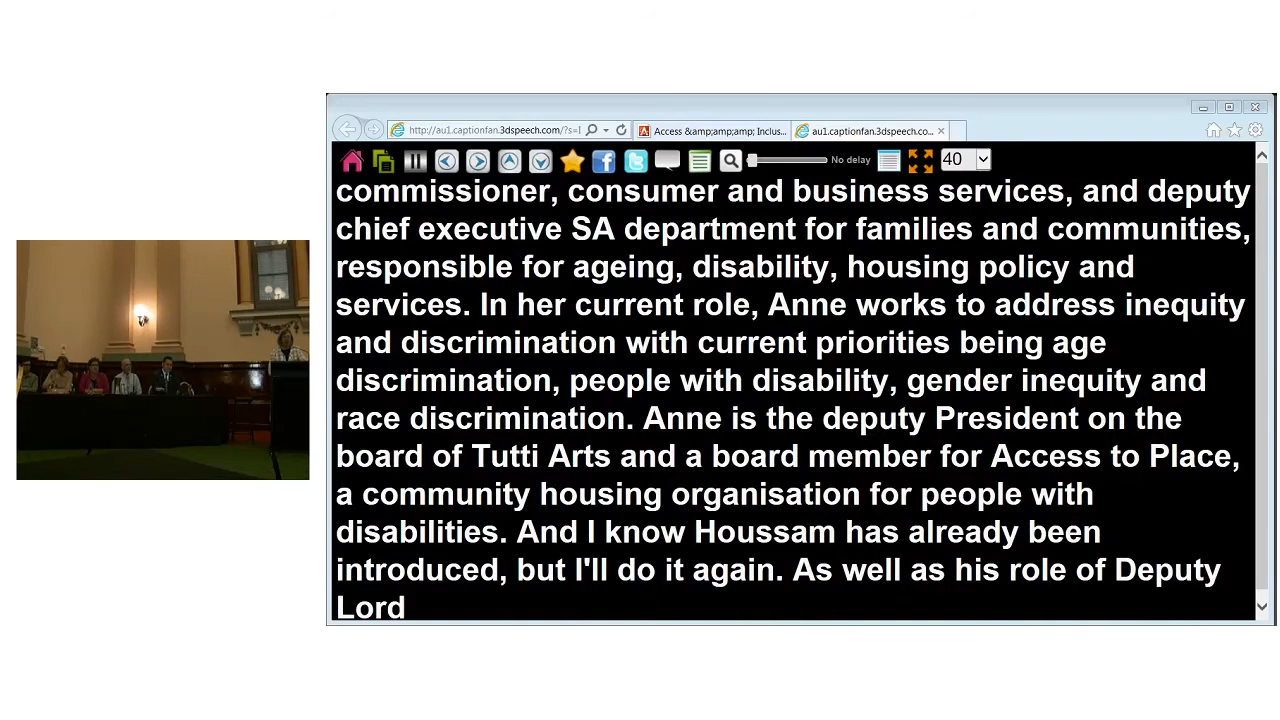 http://au1.captionfan.3dspeech.com/?s=I
Access &amp;amp;amp; Inclus...
au1.captionfan.3dspeech.co...
No delay
40
commissioner, consumer and business services, and deputy
chief executive SA department for families and communities,
responsible for ageing, disability, housing policy and
services. In her current role, Anne works to address inequity
and discrimination with current priorities being age
discrimination, people with disability, gender inequity and
race discrimination. Anne is the deputy President on the
board of Tutti Arts and a board member for Access to Place,
a community housing organisation for people with
disabilities. And I know Houssam has already been
introduced, but I'll do it again. As well as his role of Deputy
Lord